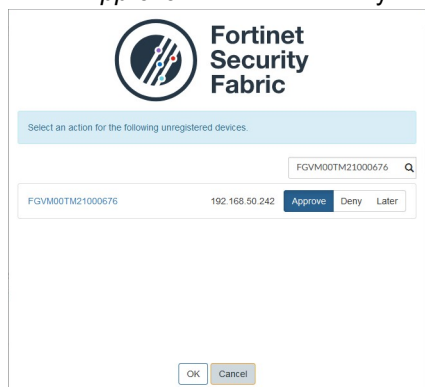 Fortinet
Security
Fabric
Select an action for the following unregistered devices.
FGVM00TM21000676
FGVM00TM21000676 192.168.50.242 Approve Deny Later
OK Cancel